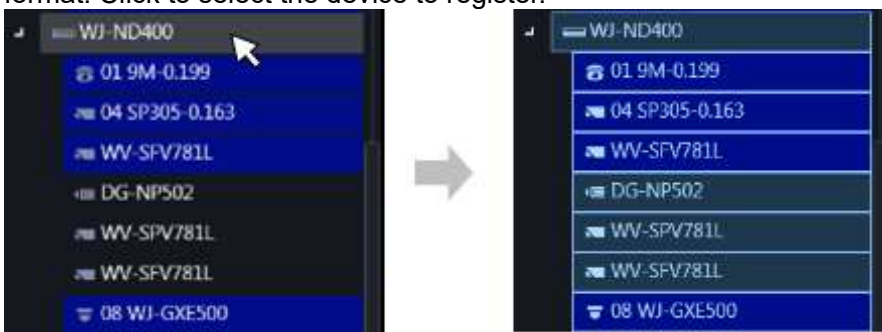 format. Click to select the device to register.
WJ-ND400
01 9M-0.199
04 SP305-0.163
WV-SFV781L
DG-NP502
WV-SPV781L
WV-SFV781L
08 WJ-GXE500
WJ-ND400
01 9M-0.199
04 SP305-0.163
WV-SFV781L
DG-NP502
WV-SPV781L
WV-SFV781L
08 WJ-GXE500